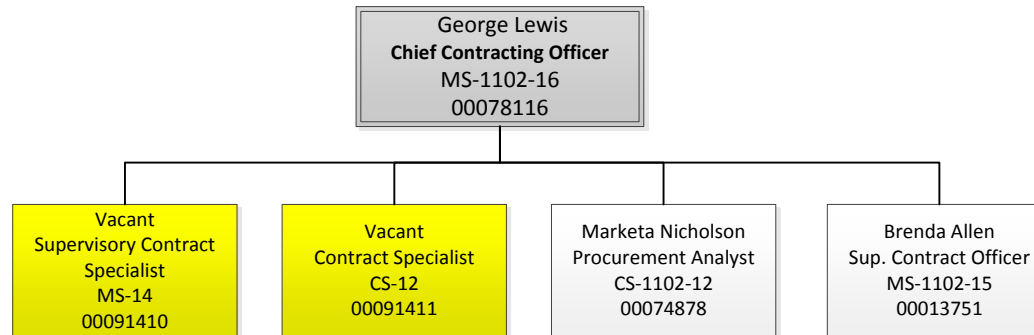 George Lewis
Chief Contracting Officer
MS-1102-16
00078116
Vacant
Supervisory Contract
Specialist
MS-14
00091410
Vacant
Contract Specialist
CS-12
00091411
Marketa Nicholson
Procurement Analyst
CS-1102-12
00074878
Brenda Allen
Sup. Contract Officer
MS-1102-15
00013751